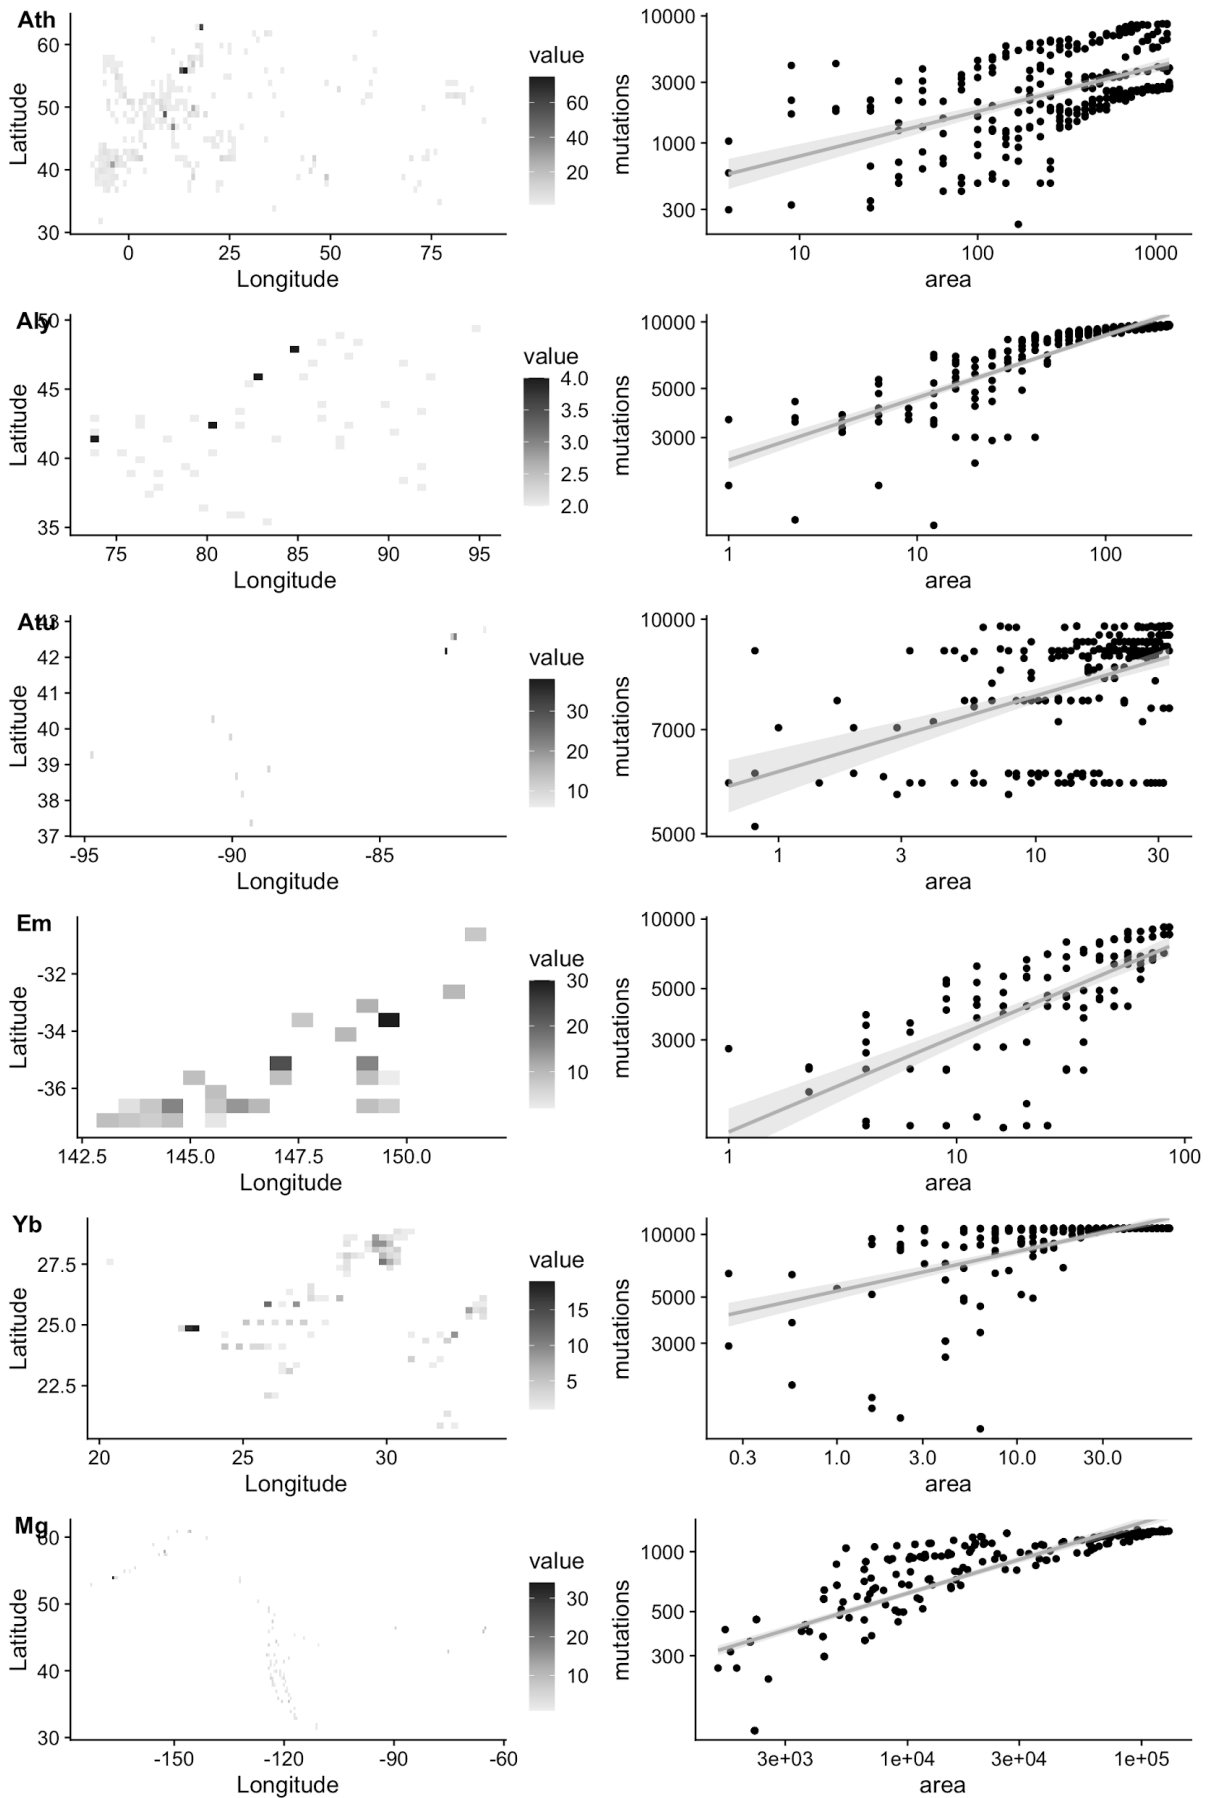 Ath
60
50
40
30
0 25 50 75
Longitude
Latitude
value
60
40
20
10000
3000
1000
300
10 100 1000
area
mutations
Aly
50
45
40
35
75 80 85 90 95
Longitude
Latitude
value
4.0
3.5
3.0
2.5
2.0
10000
5000
3000
1 10 100
area
mutations
Atu
43
42
41
40
39
38
37
-95 -90 -85
Longitude
Latitude
value
30
20
10
10000
7000
5000
1 3 10 30
area
mutations
Em
-32
-34
-36
142.5 145.0 147.5 150.0
Longitude
Latitude
value
30
20
10
10000
5000
3000
1 10 100
area
mutations
Yb
27.5
25.0
22.5
20 25 30
Longitude
Latitude
value
15
10
5
10000
5000
3000
0.3 1.0 3.0 10.0 30.0
area
mutations
Mg
60
50
40
30
-150 -120 -90 -60
Longitude
Latitude
value
30
20
10
1000
500
300
3e+03 1e+04 3e+04 1e+05
area
mutations